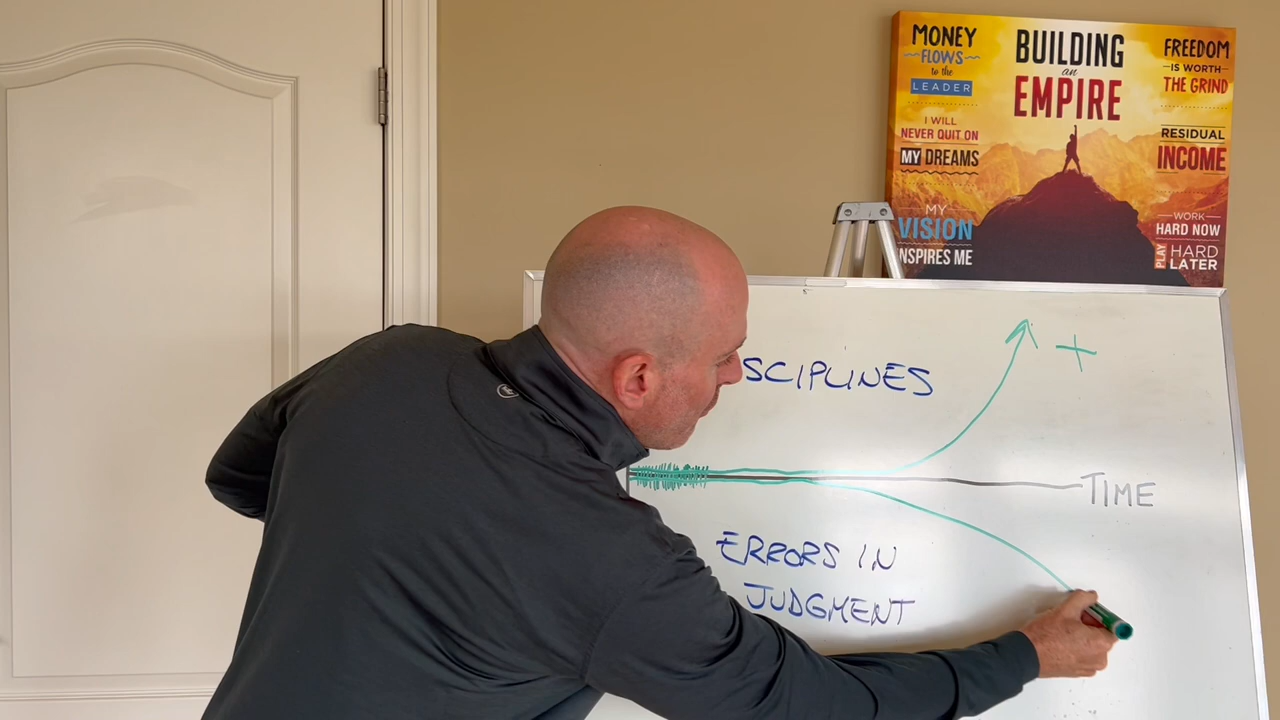 MONEY
FLOWS
to the
LEADER
I WILL
NEVER QUIT ON
MY DREAMS
MY
VISION
NSPIRES ME
BUILDING
an
EMPIRE
FREEDOM
IS WORTH
THE GRIND
RESIDUAL
INCOME
WORK
HARD NOW
PLAY HARD
LATER
SCIPLINES
+
TIME
ERRORS IN
JUDGMENT